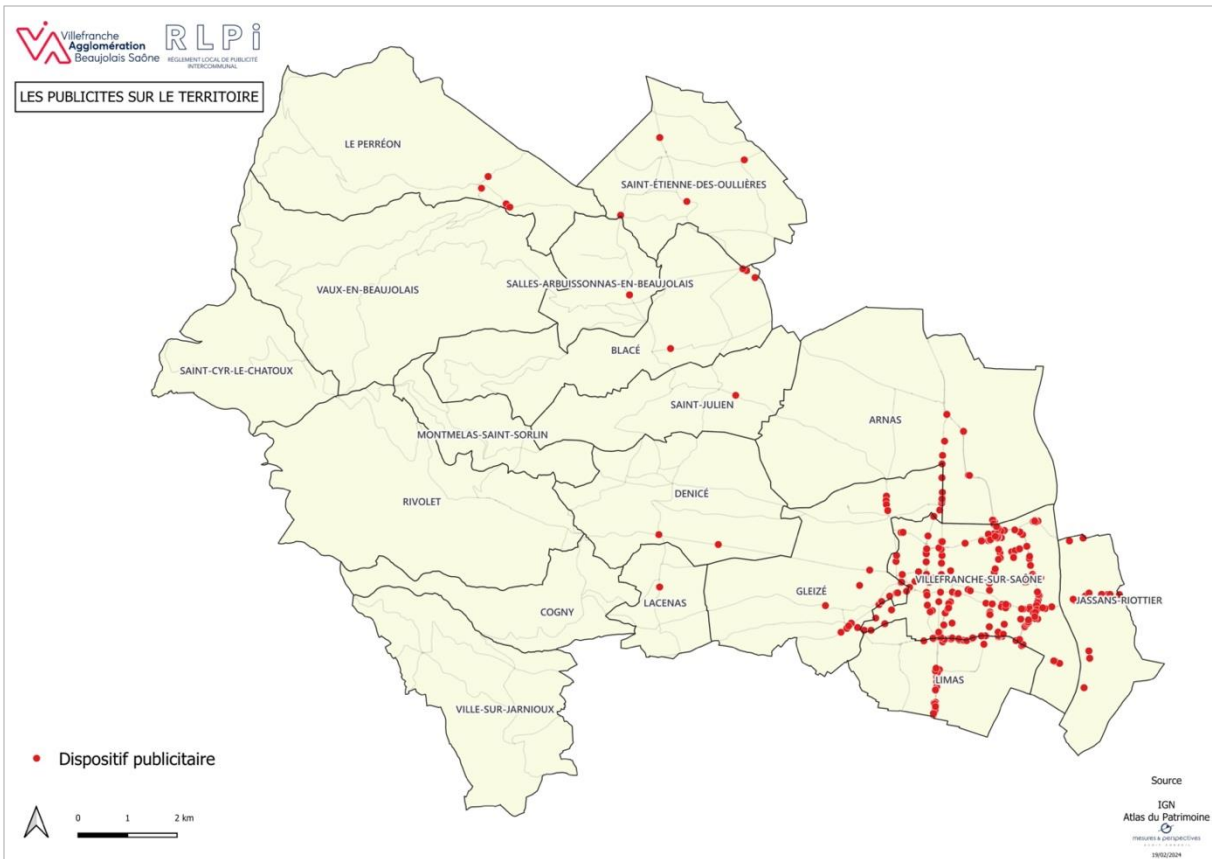 Villefranche
Agglomération
Beaujolais Saône
RLPi
RÈGLEMENT LOCAL DE PUBLICITÉ
INTERCOMMUNAL
LES PUBLICITES SUR LE TERRITOIRE
LE PERRÉON
SAINT-ÉTIENNE-DES-OULLIÈRES
VAUX-EN-BEAUJOLAIS
SALLES-ARBUISSONNAS-EN-BEAUJOLAIS
BLACÉ
SAINT-CYR-LE-CHATOUX
SAINT-JULIEN
ARNAS
MONTMELAS-SAINT-SORLIN
RIVOLET
DENICÉ
VILLEFRANCHE-SUR-SAÔNE
GLEIZÉ
JASSANS-RIOTTIER
LACENAS
COGNY
LIMAS
VILLE-SUR-JARNIOUX
Dispositif publicitaire
0 1 2 km
Source
IGN
Atlas du Patrimoine
mesures & perspectives
19/02/2024